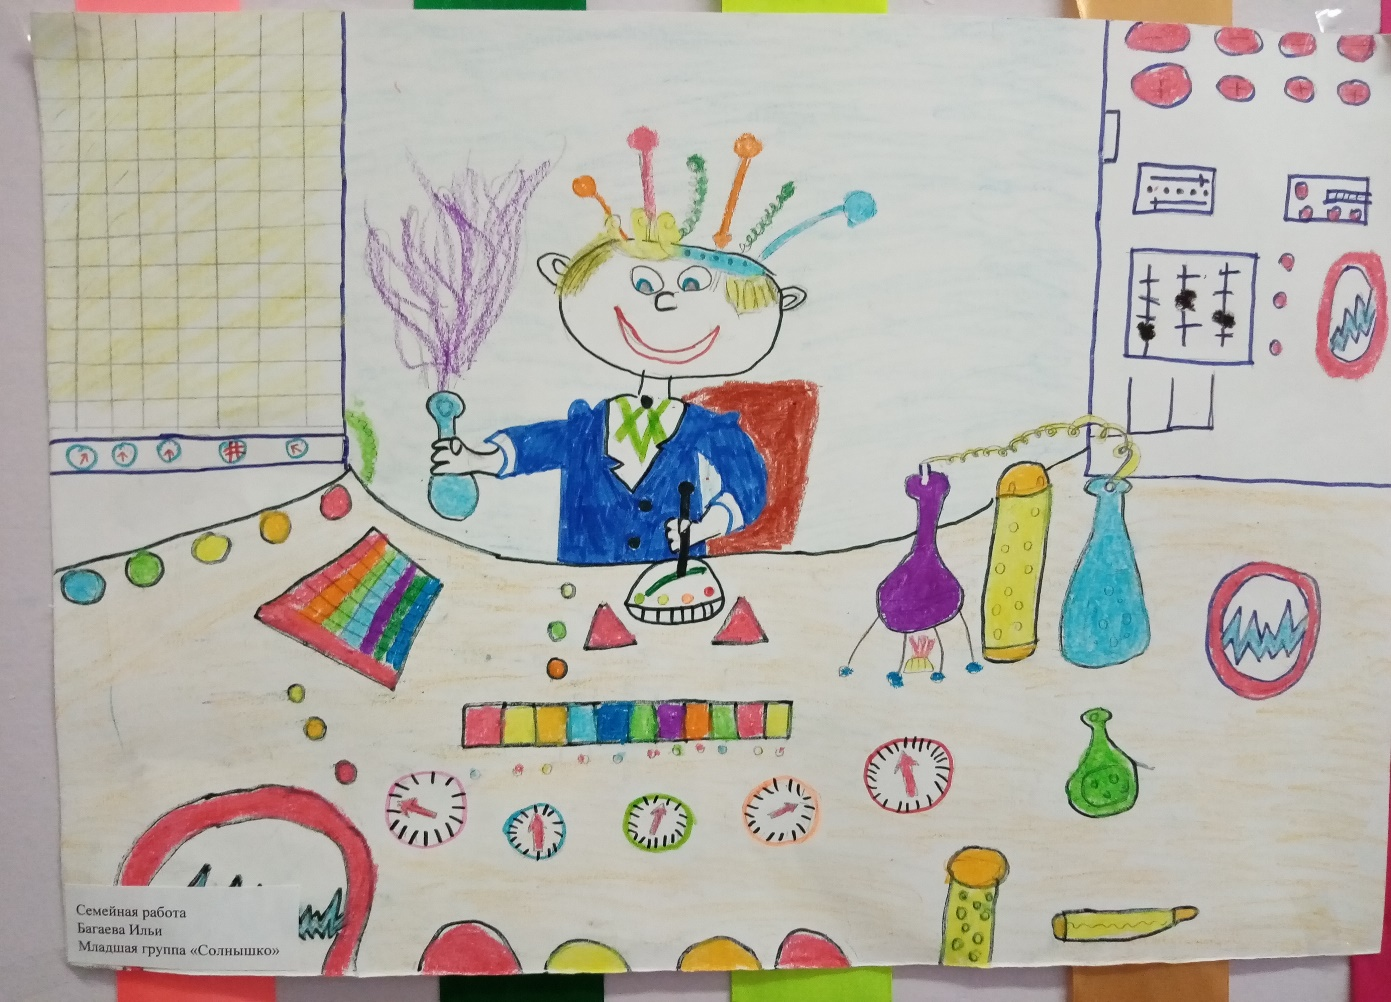 Семейная работа
Багаева Ильи
Младшая группа «Солнышко»